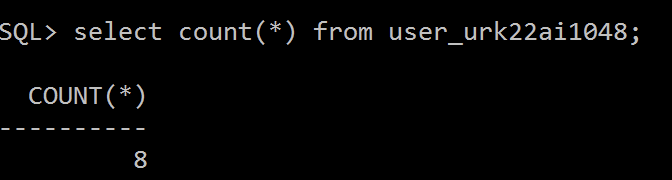 SQL> select count(*) from user_urk22ai1048;
COUNT(*)
----------
8